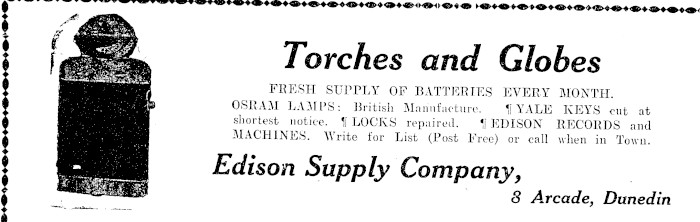 Torches and Globes
FRESH SUPPLY OF BATTERIES EVERY MONTH.
OSRAM LAMPS: British Manufacture. ¶ YALE KEYS cut at
shortest notice. ¶ LOCKS repaired. ¶ EDISON RECORDS and
MACHINES. Write for List (Post Free) or call when in Town.
Edison Supply Company,
8 Arcade, Dunedin